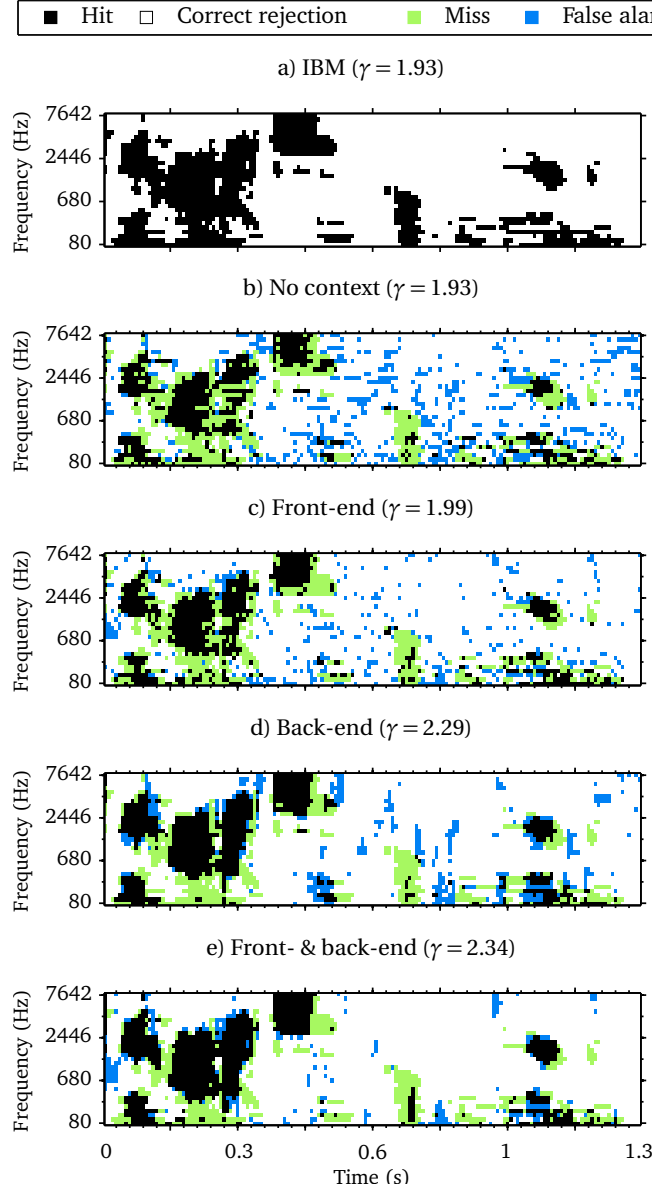 Hit Correct rejection Miss False alar
a) IBM (γ = 1.93)
7642
2446
680
80
Frequency (Hz)
b) No context (γ = 1.93)
7642
2446
680
80
Frequency (Hz)
c) Front-end (γ = 1.99)
7642
2446
680
80
Frequency (Hz)
d) Back-end (γ = 2.29)
7642
2446
680
80
Frequency (Hz)
e) Front- & back-end (γ = 2.34)
7642
2446
680
80
Frequency (Hz)
0 0.3 0.6 1 1.3
Time (s)